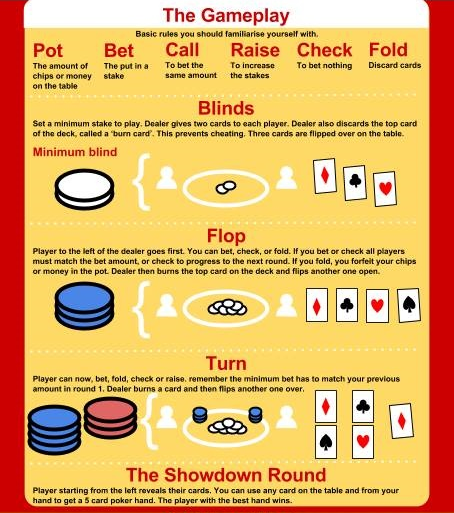 The Gameplay
Basic rules you should familiarise yourself with.
Pot
The amount of
chips or money
on the table
Bet
The put in a
stake
Call
To bet the
same amount
Raise
To increase
the stakes
Check
To bet nothing
Fold
Discard cards
Blinds
Set a minimum stake to play. Dealer gives two cards to each player. Dealer also discards the top card
of the deck, called a 'burn card'. This prevents cheating. Three cards are flipped over on the table.
Minimum blind
Flop
Player to the left of the dealer goes first. You can bet, check, or fold. If you bet or check all players
must match the bet amount, or check to progress to the next round. If you fold, you forfeit your chips
or money in the pot. Dealer then burns the top card on the deck and flips another one open.
Turn
Player can now, bet, fold, check or raise. remember the minimum bet has to match your previous
amount in round 1. Dealer burns a card and then flips another one over.
The Showdown Round
Player starting from the left reveals their cards. You can use any card on the table and from your
hand to get a 5 card poker hand. The player with the best hand wins.